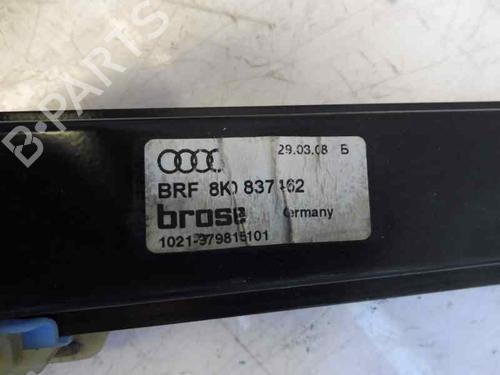 B-PARTS
29.03.08 B
BRF 8K0 837 462
brose Germany
1021-979815101